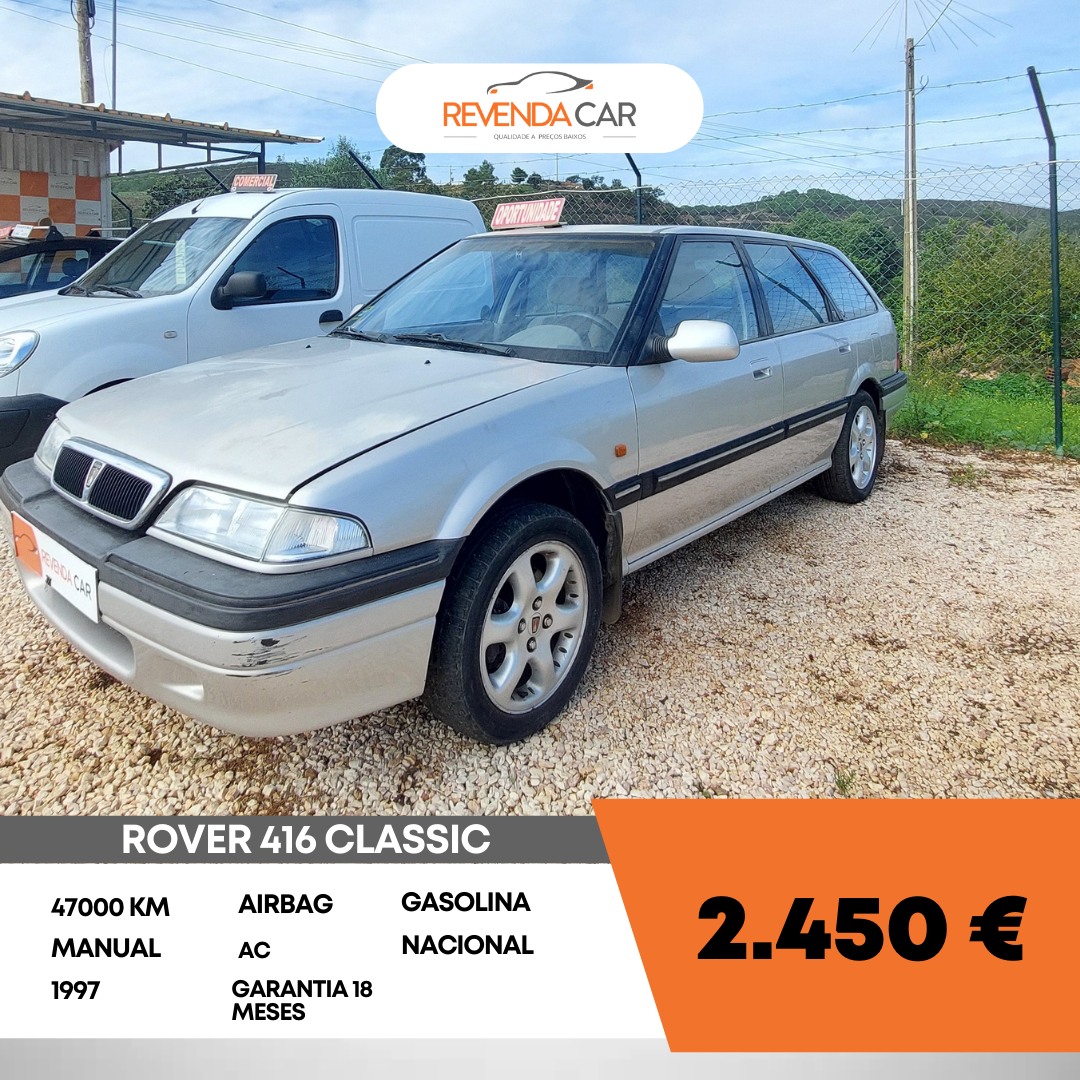 REVENDA CAR
QUALIDADE A PREÇOS BAIXOS
COMERCIAL
OPORTUNIDADE
REVENDA CAR
ROVER 416 CLASSIC
47000 KM
AIRBAG
GASOLINA
MANUAL
AC
NACIONAL
1997
GARANTIA 18
MESES
2.450 €